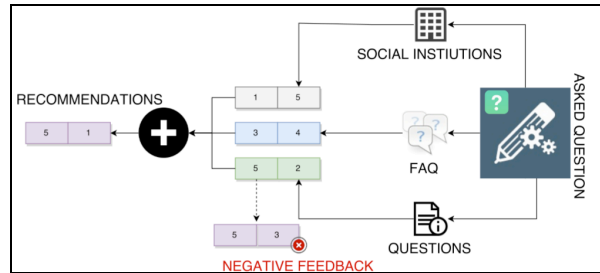 SOCIAL INSTIUTIONS
RECOMMENDATIONS
1 5
5 1
3 4
?
? ? ?
ASKED QUESTION
FAQ
5 2
5 3
QUESTIONS
NEGATIVE FEEDBACK